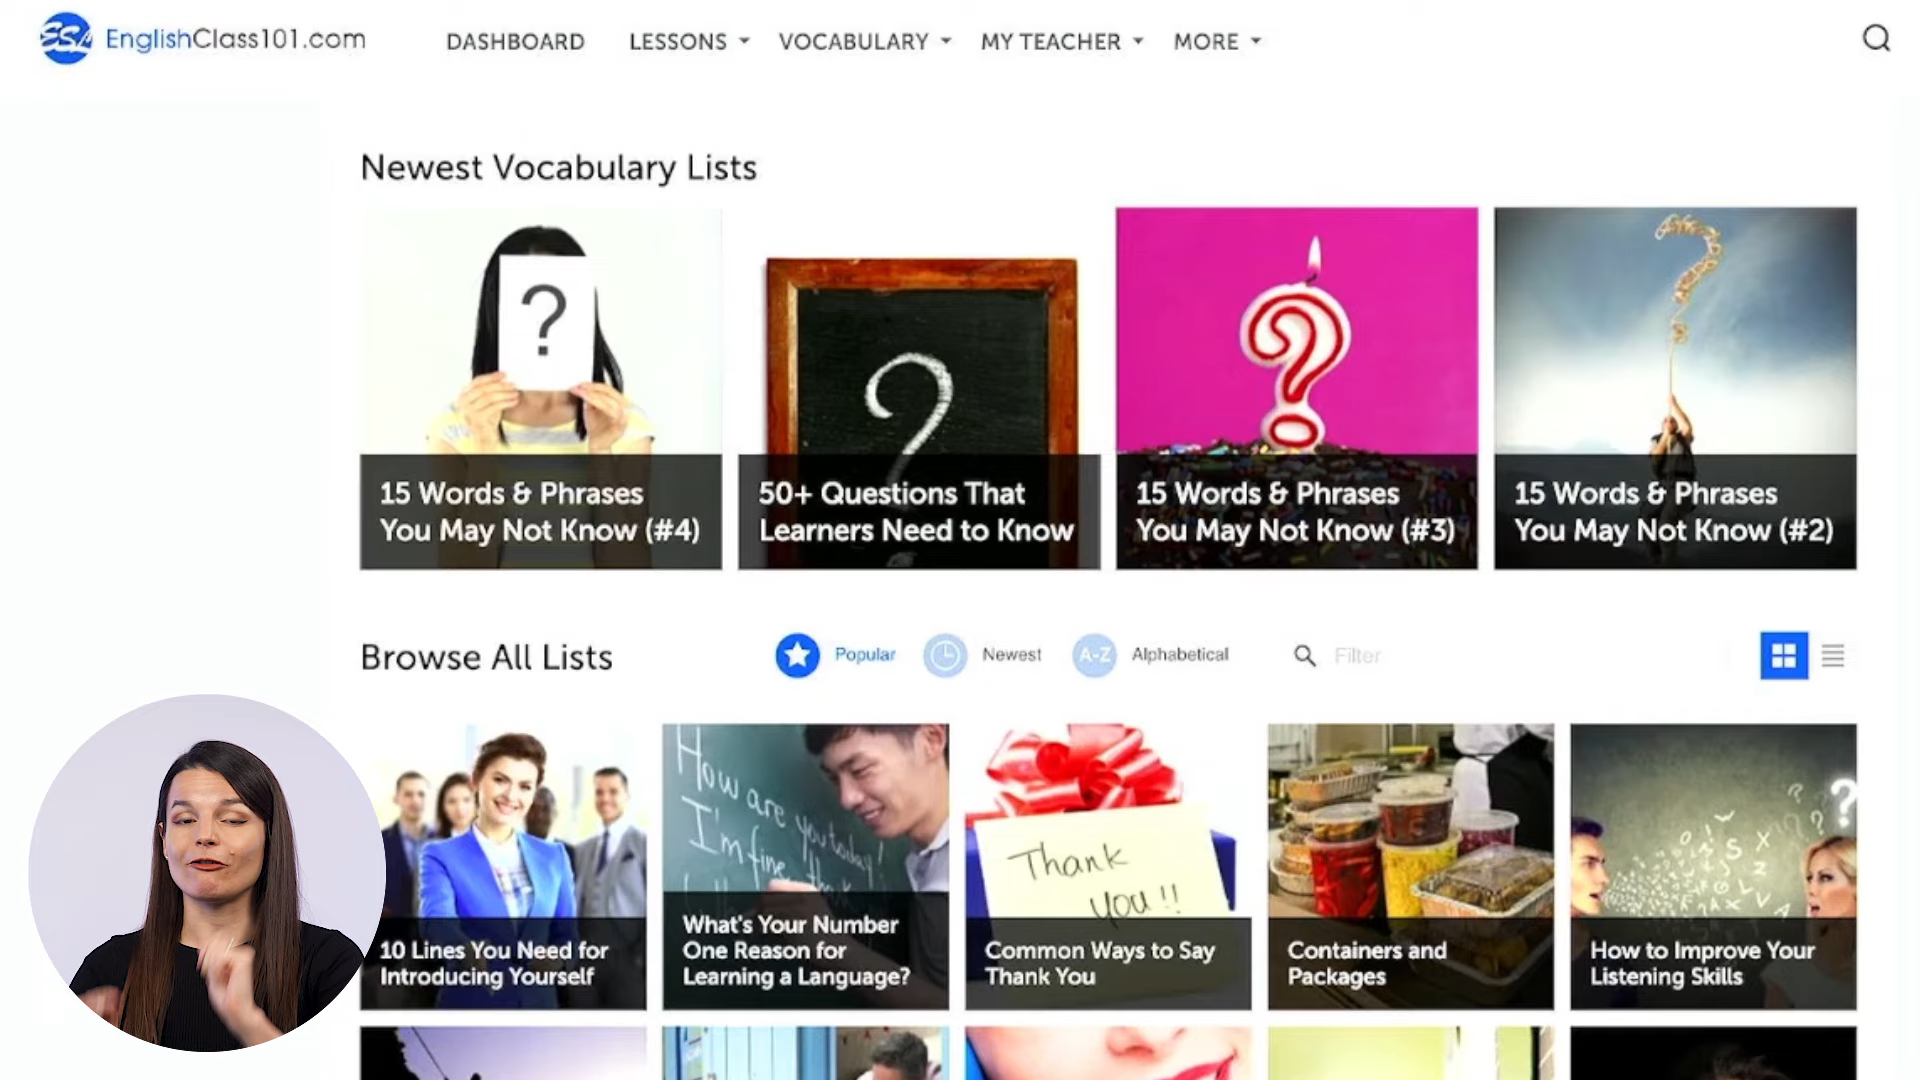 ESL EnglishClass101.com
DASHBOARD
LESSONS
VOCABULARY
MY TEACHER
MORE
Newest Vocabulary Lists
?
?
?
?
15 Words & Phrases
You May Not Know (#4)
50+ Questions That
Learners Need to Know
15 Words & Phrases
You May Not Know (#3)
15 Words & Phrases
You May Not Know (#2)
Browse All Lists
Popular
Newest
A-Z Alphabetical
Filter
How are you today!
I'm fine,
Thank
you!!
10 Lines You Need for
Introducing Yourself
What's Your Number
One Reason for
Learning a Language?
Common Ways to Say
Thank You
Containers and
Packages
How to Improve Your
Listening Skills